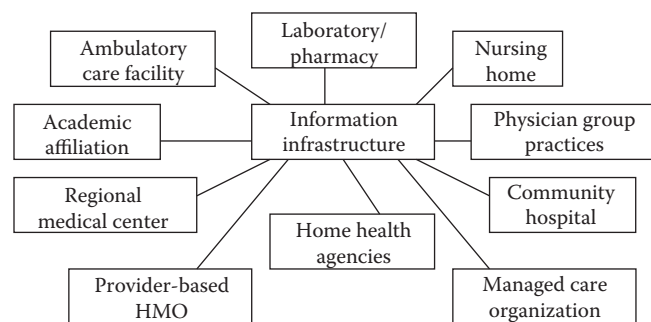 Laboratory/
pharmacy
Ambulatory
care facility
Nursing
home
Information
infrastructure
Academic
affiliation
Physician group
practices
Regional
medical center
Community
hospital
Home health
agencies
Provider-based
HMO
Managed care
organization